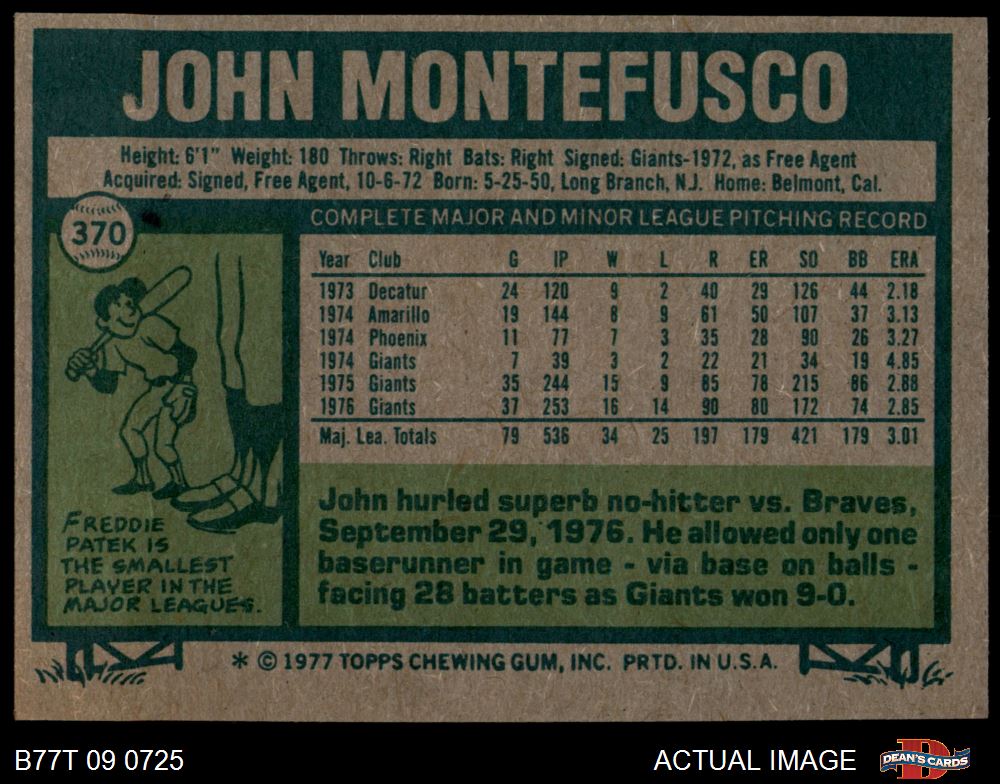 JOHN MONTEFUSCO
Height: 6'1" Weight: 180 Throws: Right Bats: Right Signed: Giants-1972, as Free Agent
Acquired: Signed, Free Agent, 10-6-72 Born: 5-25-50, Long Branch, N.J. Home: Belmont, Cal.
370
COMPLETE MAJOR AND MINOR LEAGUE PITCHING RECORD
Year Club G IP W L R ER SO BB ERA
1973 Decatur 24 120 9 2 40 29 126 44 2.18
1974 Amarillo 19 144 8 9 61 50 107 37 3.13
1974 Phoenix 11 77 7 3 35 28 90 26 3.27
1974 Giants 7 39 3 2 22 21 34 19 4.85
1975 Giants 35 244 15 9 85 78 215 86 2.88
1976 Giants 37 253 16 14 90 80 172 74 2.85
Maj. Lea. Totals 79 536 34 25 197 179 421 179 3.01
FREDDIE
PATEK IS
THE SMALLEST
PLAYER IN THE
MAJOR LEAGUES.
John hurled superb no-hitter vs. Braves,
September 29, 1976. He allowed only one
baserunner in game - via base on balls -
facing 28 batters as Giants won 9-0.
* © 1977 TOPPS CHEWING GUM, INC. PRTD. IN U.S.A.
B77T 09 0725
ACTUAL IMAGE
D
DEAN'S CARDS